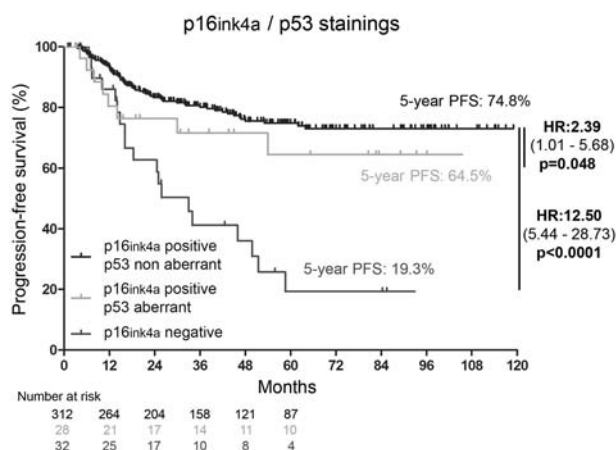 p16ink4a / p53 stainings
Progression-free survival (%)
100
80
60
40
20
0
5-year PFS: 74.8%
5-year PFS: 64.5%
5-year PFS: 19.3%
HR:2.39
(1.01 - 5.68)
p=0.048
HR:12.50
(5.44 - 28.73)
p<0.0001
p16ink4a positive
p53 non aberrant
p16ink4a positive
p53 aberrant
p16ink4a negative
0 12 24 36 48 60 72 84 96 108 120
Months
Number at risk
312 264 204 158 121 87
28 21 17 14 11 10
32 25 17 10 8 4